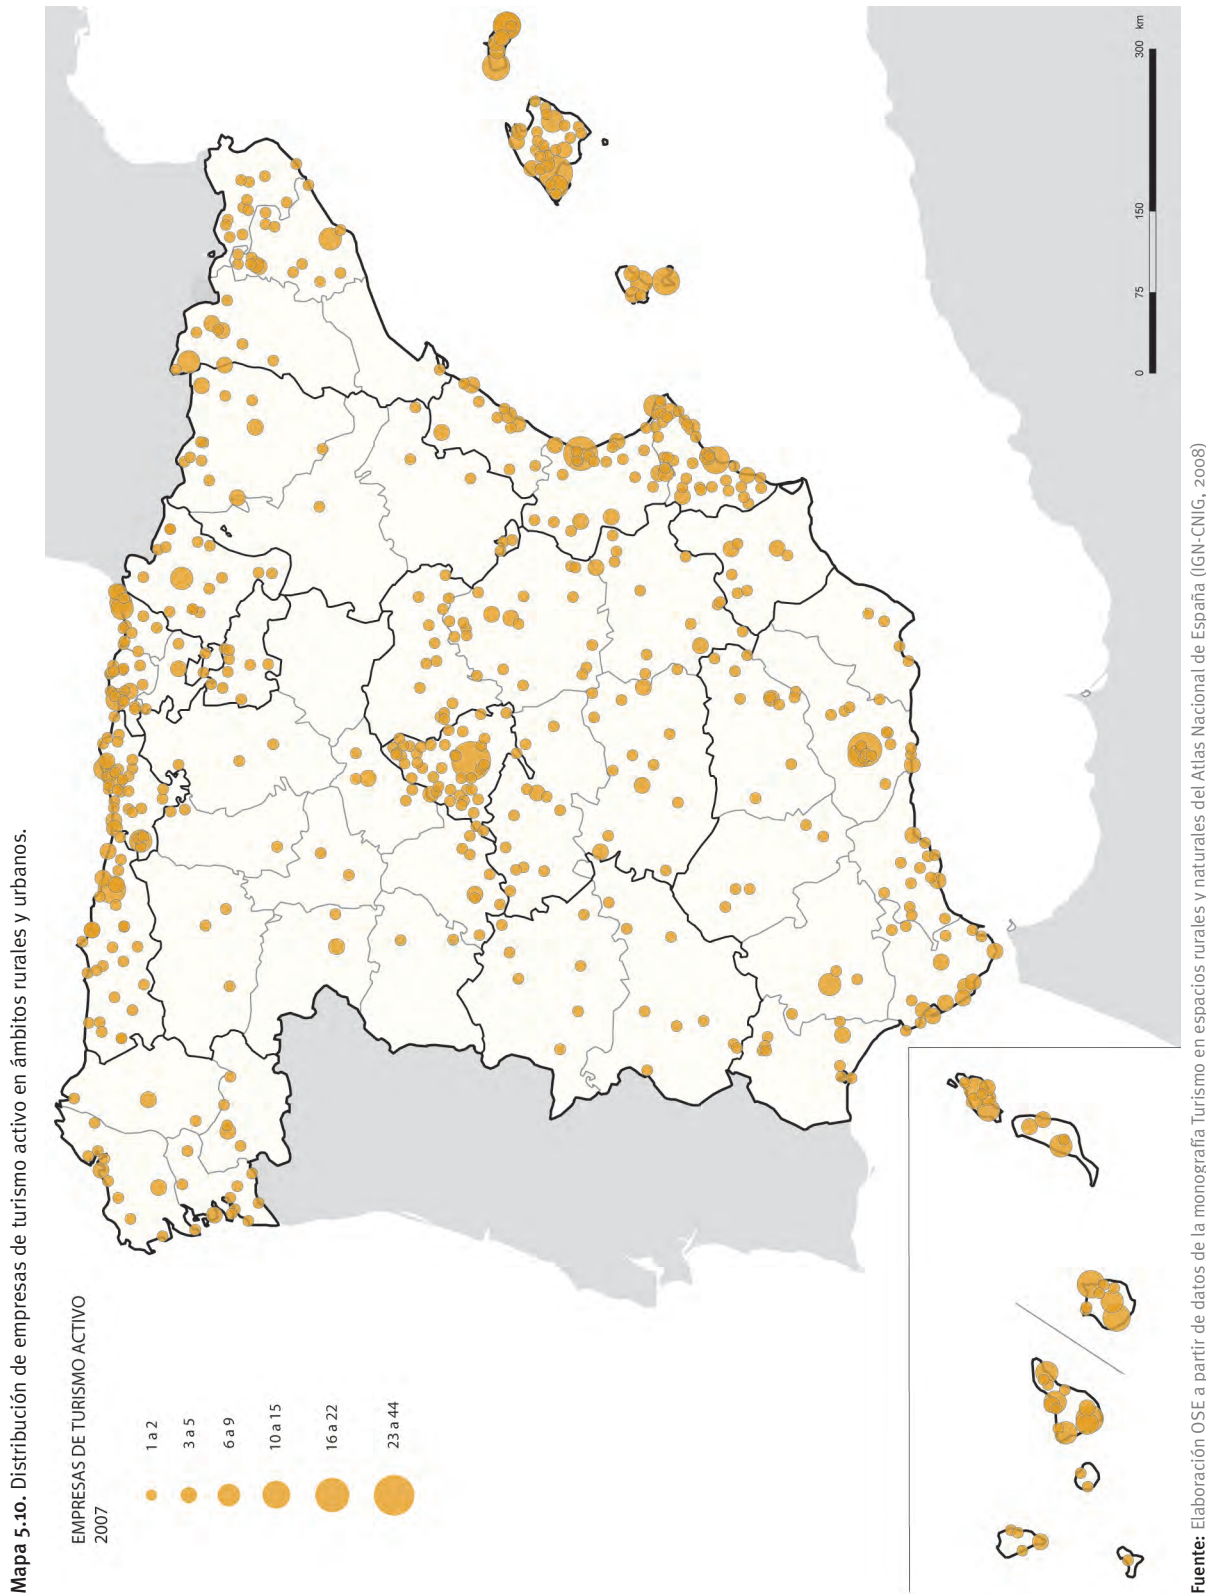 Mapa 5.10. Distribución de empresas de turismo activo en ámbitos rurales y urbanos.
EMPRESAS DE TURISMO ACTIVO
2007
1 a 2
3 a 5
6 a 9
10 a 15
16 a 22
23 a 44
0 75 150 300 km
Fuente: Elaboración OSE a partir de datos de la monografía Turismo en espacios rurales y naturales del Atlas Nacional de España (IGN-CNIG, 2008)